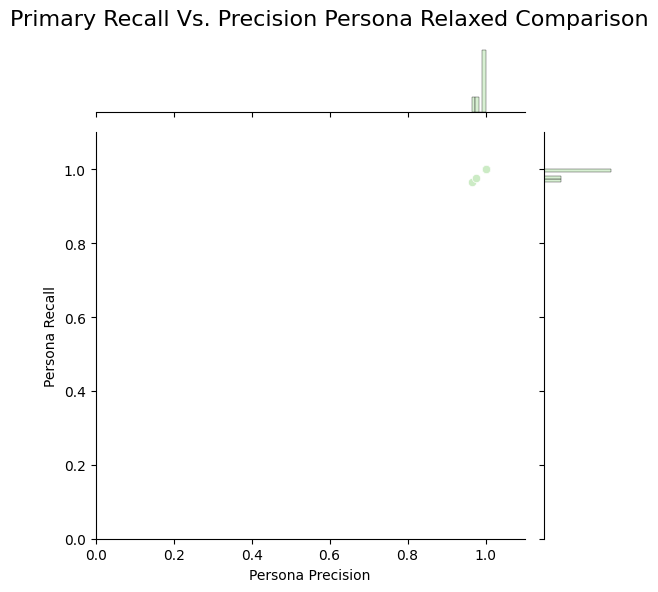 Primary Recall Vs. Precision Persona Relaxed Comparison
1.0
0.8
0.6
0.4
0.2
0.0
Persona Recall
0.0 0.2 0.4 0.6 0.8 1.0
Persona Precision